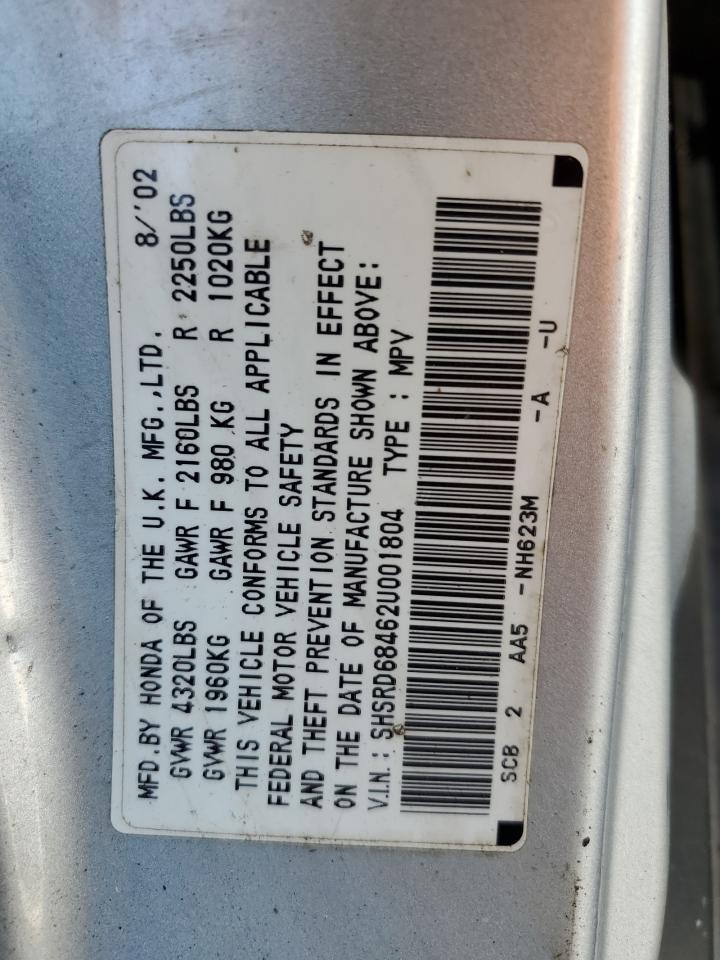 MFD.BY HONDA OF THE U.K. MFG.,LTD. 8/'02
GVWR 4320LBS GAWR F 2160LBS R 2250LBS
GVWR 1960KG GAWR F 980 KG R 1020KG
THIS VEHICLE CONFORMS TO ALL APPLICABLE
FEDERAL MOTOR VEHICLE SAFETY
AND THEFT PREVENTION STANDARDS IN EFFECT
ON THE DATE OF MANUFACTURE SHOWN ABOVE:
V.I.N.: SHSRD68462U001804 TYPE : MPV
SCB 2 AA5 -NH623M -A -U